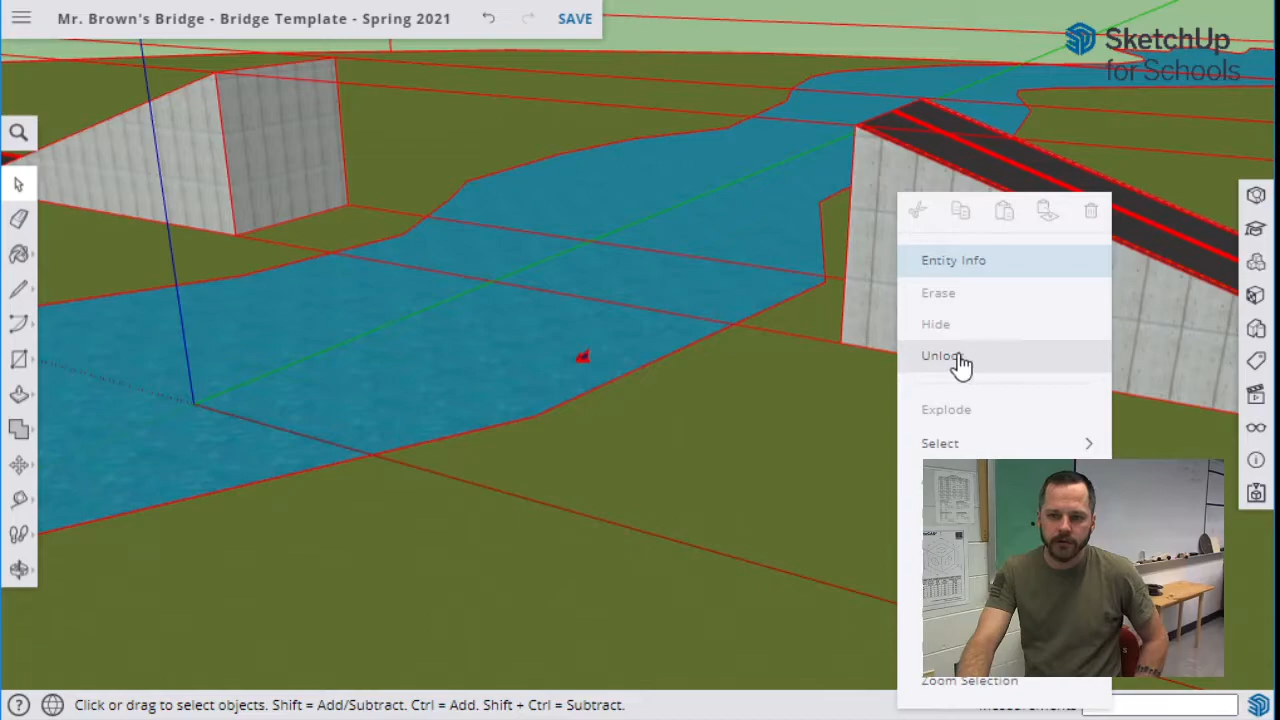 Mr. Brown's Bridge - Bridge Template - Spring 2021
SAVE
SketchUp
for Schools
Entity Info
Erase
Hide
Explode
Select
Zoom Selection
Click or drag to select objects. Shift = Add/Subtract. Ctrl = Add. Shift + Ctrl = Subtract.